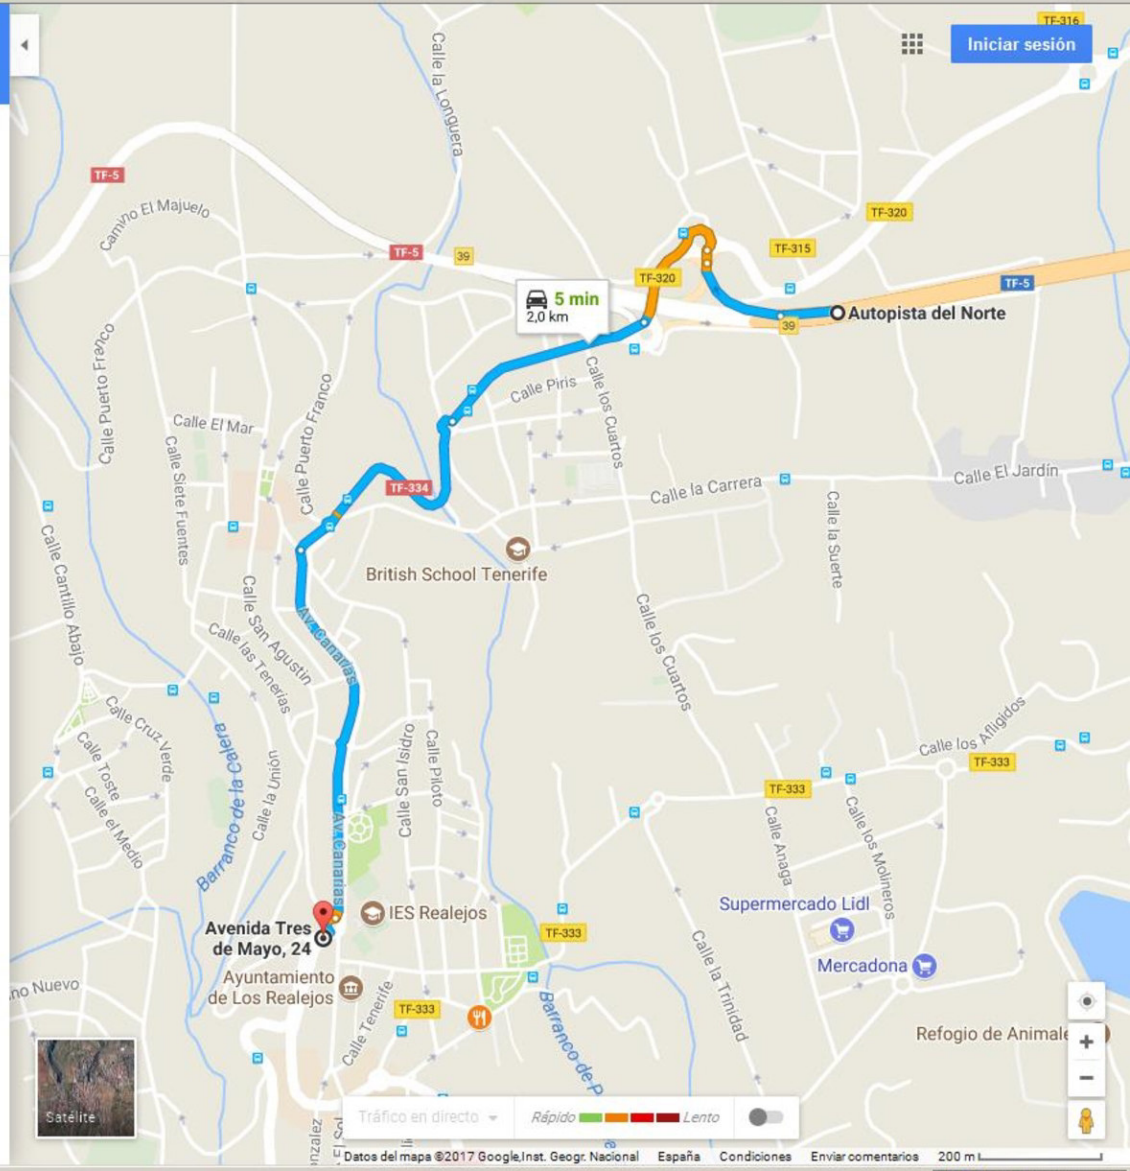 TF-316
Iniciar sesión
Calle la Longuera
TF-5
Camino El Majuelo
TF-320
TF-5
39
TF-315
TF-320
TF-5
5 min
2,0 km
Autopista del Norte
39
Calle Puerto Franco
Calle Puerto Franco
Calle Piris
Calle los Cuartos
Calle El Mar
Calle Siete Fuentes
TF-334
Calle la Carrera
Calle El Jardín
Calle la Suerte
British School Tenerife
Calle Cantillo Abajo
Calle San Agustin
Calle las Tenerías
Av. Canarias
Calle los Cuartos
Calle Cruz Verde
Calle Toste
Calle el Medio
Barranco de la Calera
Calle la Unión
Calle San Isidro
Calle Piloto
Calle los Afligidos
TF-333
TF-333
Calle Anaga
Calle los Molineros
Av. Canarias
Supermercado Lidl
IES Realejos
Avenida Tres
de Mayo, 24
TF-333
Calle la Trinidad
Mercadona
Ayuntamiento
de Los Realejos
no Nuevo
TF-333
Calle Tenerife
Barranco de P
Refogio de Animale
+
−
Satélite
Tráfico en directo
Rápido
Lento
nzalez
Datos del mapa ©2017 Google,Inst. Geogr. Nacional
España
Condiciones
Enviar comentarios
200 m